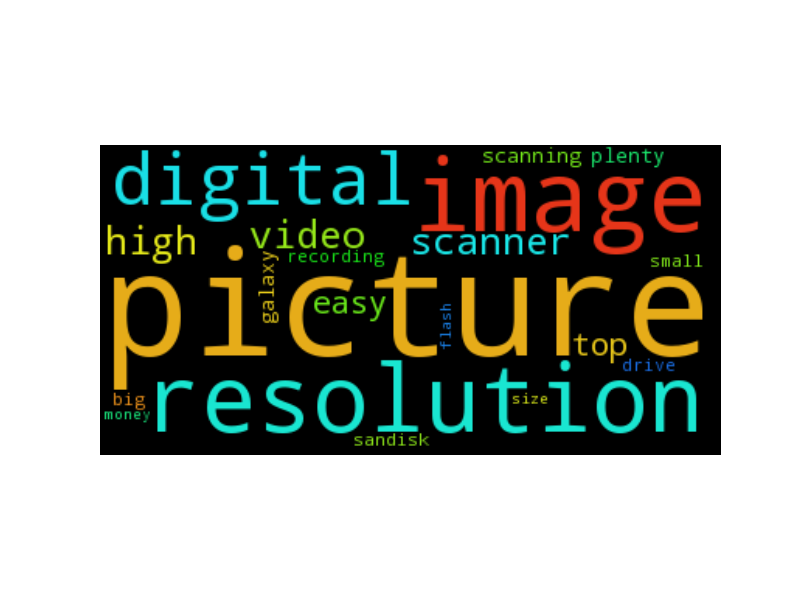 scanning plenty
digital image
high video scanner
recording
galaxy
small
picture
easy
flash
top
drive
resolution
big
size
money
sandisk